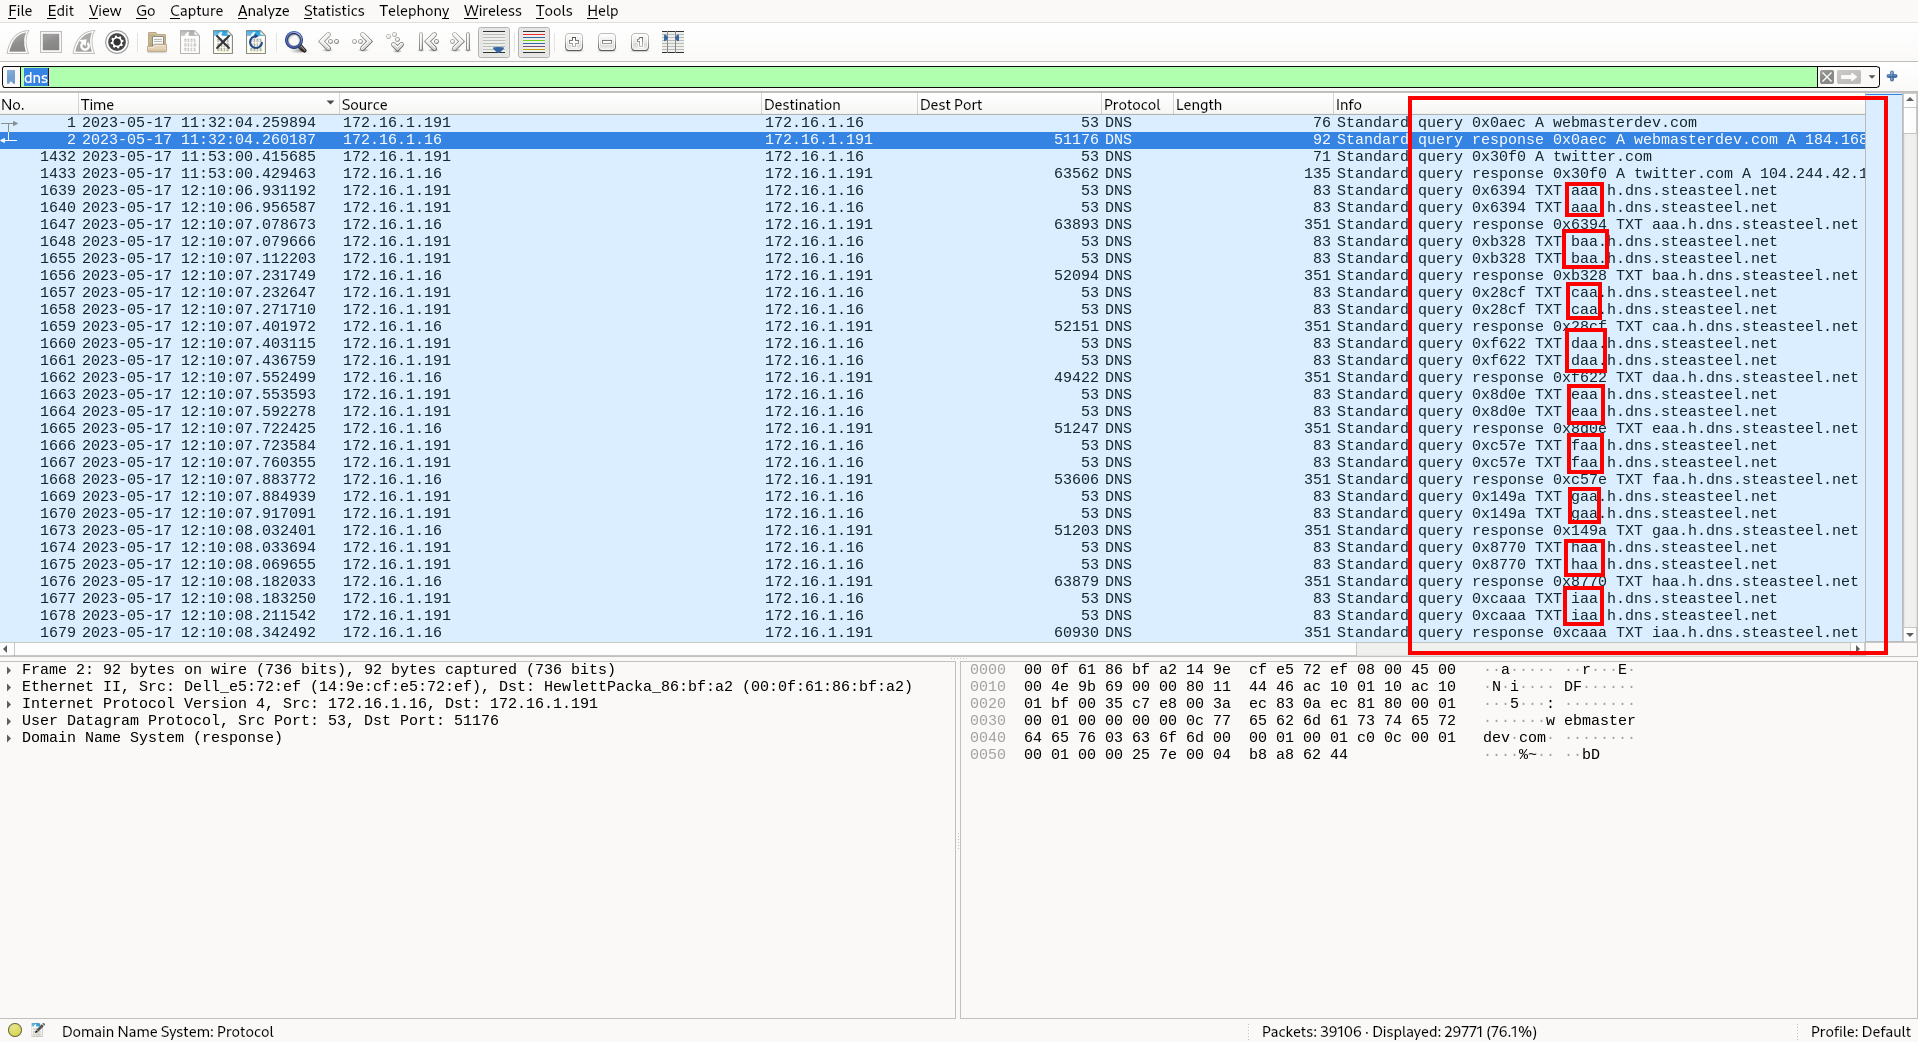 File Edit View Go Capture Analyze Statistics Telephony Wireless Tools Help
dns
No. Time Source Destination Dest Port Protocol Length Info
1 2023-05-17 11:32:04.259894 172.16.1.191 172.16.1.16 53 DNS 76 Standard query 0x0aec A webmasterdev.com
2 2023-05-17 11:32:04.260187 172.16.1.16 172.16.1.191 51176 DNS 92 Standard query response 0x0aec A webmasterdev.com A 184.168
1432 2023-05-17 11:53:00.415685 172.16.1.191 172.16.1.16 53 DNS 71 Standard query 0x30f0 A twitter.com
1433 2023-05-17 11:53:00.429463 172.16.1.16 172.16.1.191 63562 DNS 135 Standard query response 0x30f0 A twitter.com A 104.244.42.1
1639 2023-05-17 12:10:06.931192 172.16.1.191 172.16.1.16 53 DNS 83 Standard query 0x6394 TXT aaa.h.dns.steasteel.net
1640 2023-05-17 12:10:06.956587 172.16.1.191 172.16.1.16 53 DNS 83 Standard query 0x6394 TXT aaa.h.dns.steasteel.net
1647 2023-05-17 12:10:07.078673 172.16.1.16 172.16.1.191 63893 DNS 351 Standard query response 0x6394 TXT aaa.h.dns.steasteel.net
1648 2023-05-17 12:10:07.079666 172.16.1.191 172.16.1.16 53 DNS 83 Standard query 0xb328 TXT baa.h.dns.steasteel.net
1655 2023-05-17 12:10:07.112203 172.16.1.191 172.16.1.16 53 DNS 83 Standard query 0xb328 TXT baa.h.dns.steasteel.net
1656 2023-05-17 12:10:07.231749 172.16.1.16 172.16.1.191 52094 DNS 351 Standard query response 0xb328 TXT baa.h.dns.steasteel.net
1657 2023-05-17 12:10:07.232647 172.16.1.191 172.16.1.16 53 DNS 83 Standard query 0x28cf TXT caa.h.dns.steasteel.net
1658 2023-05-17 12:10:07.271710 172.16.1.191 172.16.1.16 53 DNS 83 Standard query 0x28cf TXT caa.h.dns.steasteel.net
1659 2023-05-17 12:10:07.401972 172.16.1.16 172.16.1.191 52151 DNS 351 Standard query response 0x28cf TXT caa.h.dns.steasteel.net
1660 2023-05-17 12:10:07.403115 172.16.1.191 172.16.1.16 53 DNS 83 Standard query 0xf622 TXT daa.h.dns.steasteel.net
1661 2023-05-17 12:10:07.436759 172.16.1.191 172.16.1.16 53 DNS 83 Standard query 0xf622 TXT daa.h.dns.steasteel.net
1662 2023-05-17 12:10:07.552499 172.16.1.16 172.16.1.191 49422 DNS 351 Standard query response 0xf622 TXT daa.h.dns.steasteel.net
1663 2023-05-17 12:10:07.553593 172.16.1.191 172.16.1.16 53 DNS 83 Standard query 0x8d0e TXT eaa.h.dns.steasteel.net
1664 2023-05-17 12:10:07.592278 172.16.1.191 172.16.1.16 53 DNS 83 Standard query 0x8d0e TXT eaa.h.dns.steasteel.net
1665 2023-05-17 12:10:07.722425 172.16.1.16 172.16.1.191 51247 DNS 351 Standard query response 0x8d0e TXT eaa.h.dns.steasteel.net
1666 2023-05-17 12:10:07.723584 172.16.1.191 172.16.1.16 53 DNS 83 Standard query 0xc57e TXT faa.h.dns.steasteel.net
1667 2023-05-17 12:10:07.760355 172.16.1.191 172.16.1.16 53 DNS 83 Standard query 0xc57e TXT faa.h.dns.steasteel.net
1668 2023-05-17 12:10:07.883772 172.16.1.16 172.16.1.191 53606 DNS 351 Standard query response 0xc57e TXT faa.h.dns.steasteel.net
1669 2023-05-17 12:10:07.884939 172.16.1.191 172.16.1.16 53 DNS 83 Standard query 0x149a TXT gaa.h.dns.steasteel.net
1670 2023-05-17 12:10:07.917091 172.16.1.191 172.16.1.16 53 DNS 83 Standard query 0x149a TXT gaa.h.dns.steasteel.net
1673 2023-05-17 12:10:08.032401 172.16.1.16 172.16.1.191 51203 DNS 351 Standard query response 0x149a TXT gaa.h.dns.steasteel.net
1674 2023-05-17 12:10:08.033694 172.16.1.191 172.16.1.16 53 DNS 83 Standard query 0x8770 TXT haa.h.dns.steasteel.net
1675 2023-05-17 12:10:08.069655 172.16.1.191 172.16.1.16 53 DNS 83 Standard query 0x8770 TXT haa.h.dns.steasteel.net
1676 2023-05-17 12:10:08.182033 172.16.1.16 172.16.1.191 63879 DNS 351 Standard query response 0x8770 TXT haa.h.dns.steasteel.net
1677 2023-05-17 12:10:08.183250 172.16.1.191 172.16.1.16 53 DNS 83 Standard query 0xcaaa TXT iaa.h.dns.steasteel.net
1678 2023-05-17 12:10:08.211542 172.16.1.191 172.16.1.16 53 DNS 83 Standard query 0xcaaa TXT iaa.h.dns.steasteel.net
1679 2023-05-17 12:10:08.342492 172.16.1.16 172.16.1.191 60930 DNS 351 Standard query response 0xcaaa TXT iaa.h.dns.steasteel.net
Frame 2: 92 bytes on wire (736 bits), 92 bytes captured (736 bits)
Ethernet II, Src: Dell_e5:72:ef (14:9e:cf:e5:72:ef), Dst: HewlettPacka_86:bf:a2 (00:0f:61:86:bf:a2)
Internet Protocol Version 4, Src: 172.16.1.16, Dst: 172.16.1.191
User Datagram Protocol, Src Port: 53, Dst Port: 51176
Domain Name System (response)
0000 00 0f 61 86 bf a2 14 9e cf e5 72 ef 08 00 45 00 ··a····· ··r···E·
0010 00 4e 9b 69 00 00 80 11 44 46 ac 10 01 10 ac 10 ·N·i···· DF······
0020 01 bf 00 35 c7 e8 00 3a ec 83 0a ec 81 80 00 01 ···5···: ········
0030 00 01 00 00 00 00 0c 77 65 62 6d 61 73 74 65 72 ·······w ebmaster
0040 64 65 76 03 63 6f 6d 00 00 01 00 01 c0 0c 00 01 dev·com· ········
0050 00 01 00 00 25 7e 00 04 b8 a8 62 44 ····%~·· ··bD
Domain Name System: Protocol Packets: 39106 · Displayed: 29771 (76.1%) Profile: Default